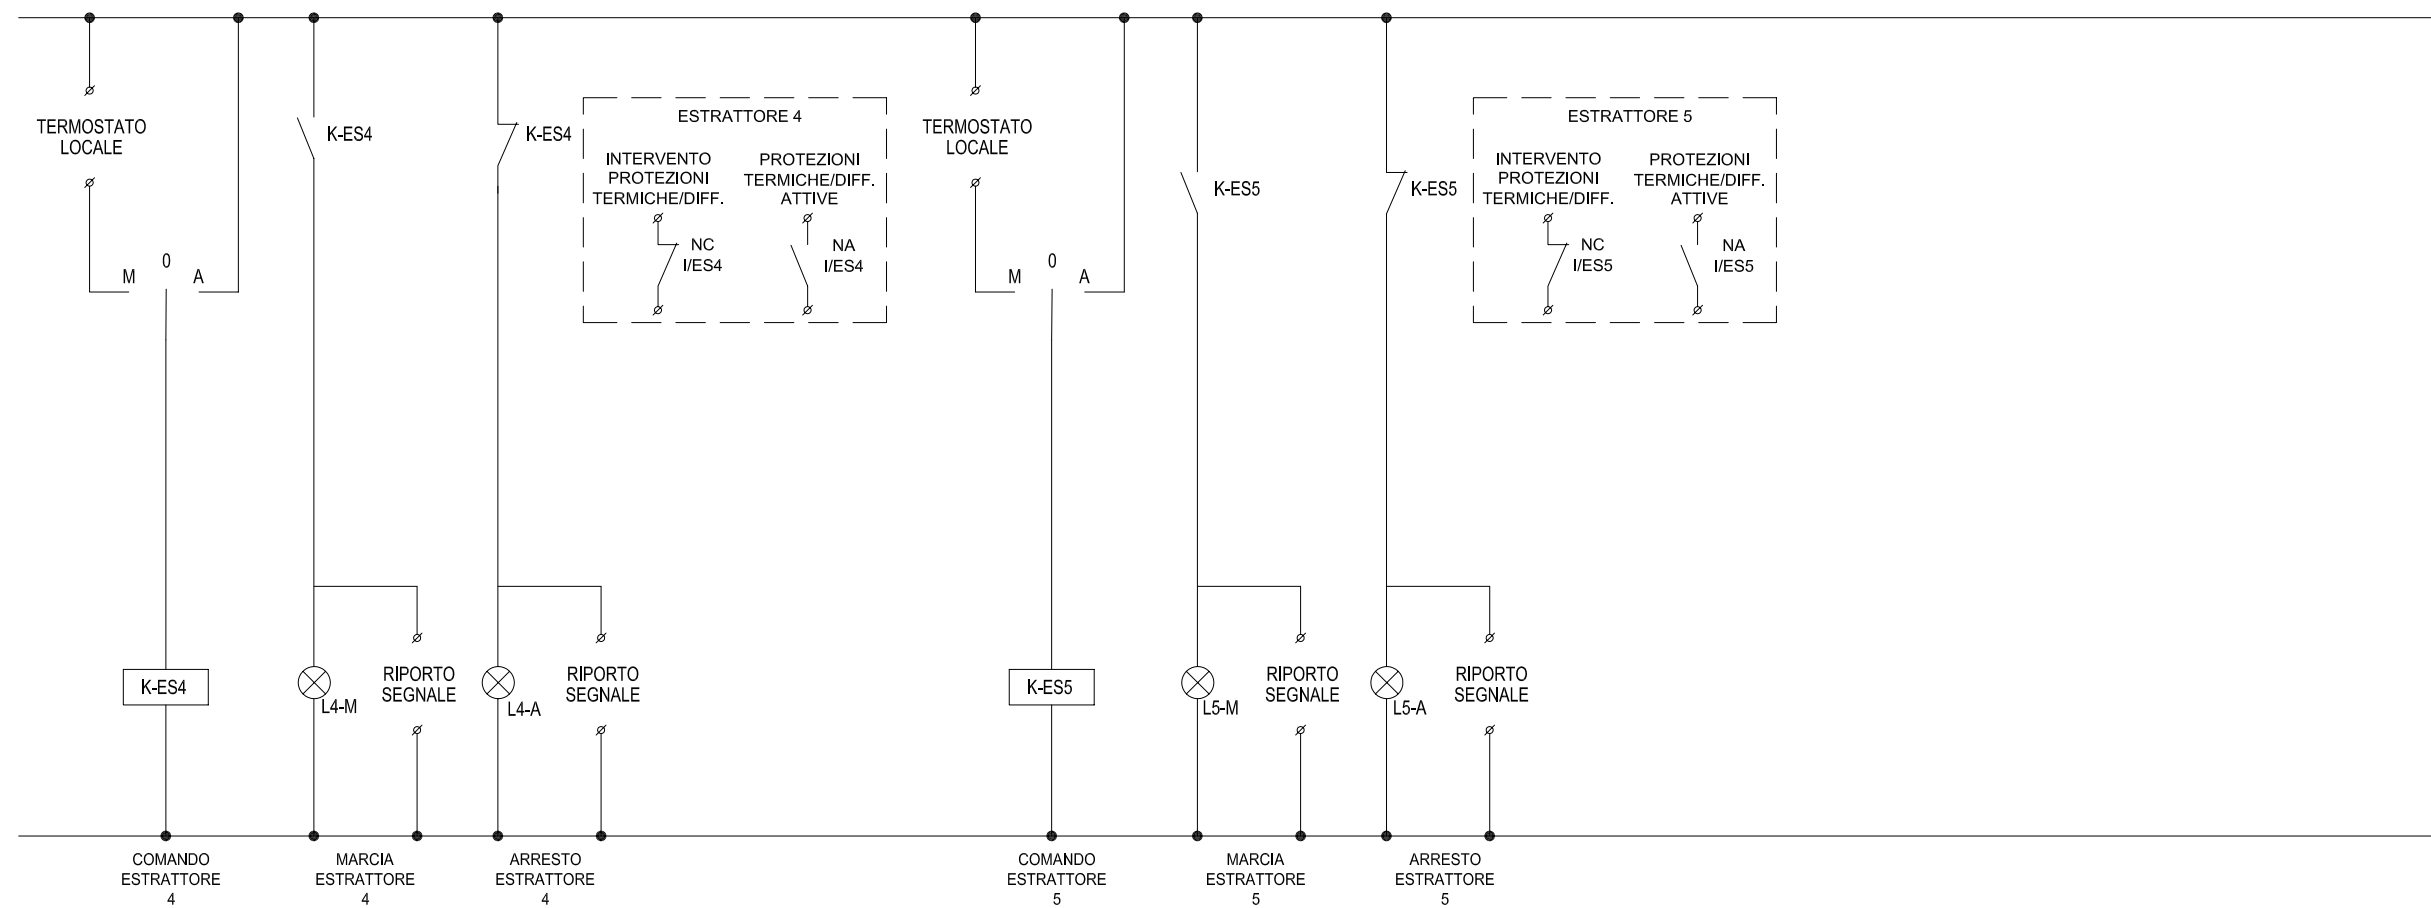 TERMOSTATO
LOCALE
M
0
A
K-ES4
K-ES4
ESTRATTORE 4
INTERVENTO
PROTEZIONI
TERMICHE/DIFF.
NC
I/ES4
PROTEZIONI
TERMICHE/DIFF.
ATTIVE
NA
I/ES4
K-ES4
L4-M
RIPORTO
SEGNALE
L4-A
RIPORTO
SEGNALE
COMANDO
ESTRATTORE
4
MARCIA
ESTRATTORE
4
ARRESTO
ESTRATTORE
4
TERMOSTATO
LOCALE
M
0
A
K-ES5
K-ES5
ESTRATTORE 5
INTERVENTO
PROTEZIONI
TERMICHE/DIFF.
NC
I/ES5
PROTEZIONI
TERMICHE/DIFF.
ATTIVE
NA
I/ES5
K-ES5
L5-M
RIPORTO
SEGNALE
L5-A
RIPORTO
SEGNALE
COMANDO
ESTRATTORE
5
MARCIA
ESTRATTORE
5
ARRESTO
ESTRATTORE
5